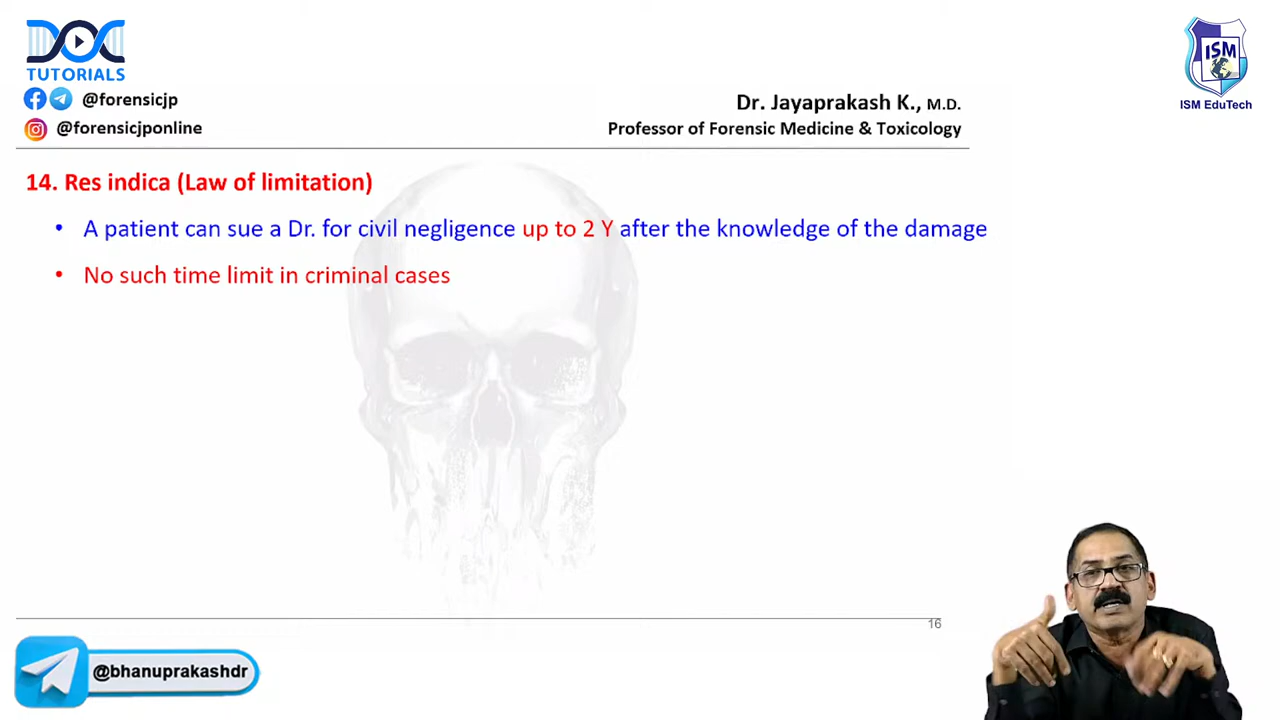 DOC
TUTORIALS
@forensicjp
@forensicjponline
Dr. Jayaprakash K., M.D.
Professor of Forensic Medicine & Toxicology
ISM
ISM EduTech
14. Res indica (Law of limitation)
• A patient can sue a Dr. for civil negligence up to 2 Y after the knowledge of the damage
• No such time limit in criminal cases
16
@bhanuprakashdr